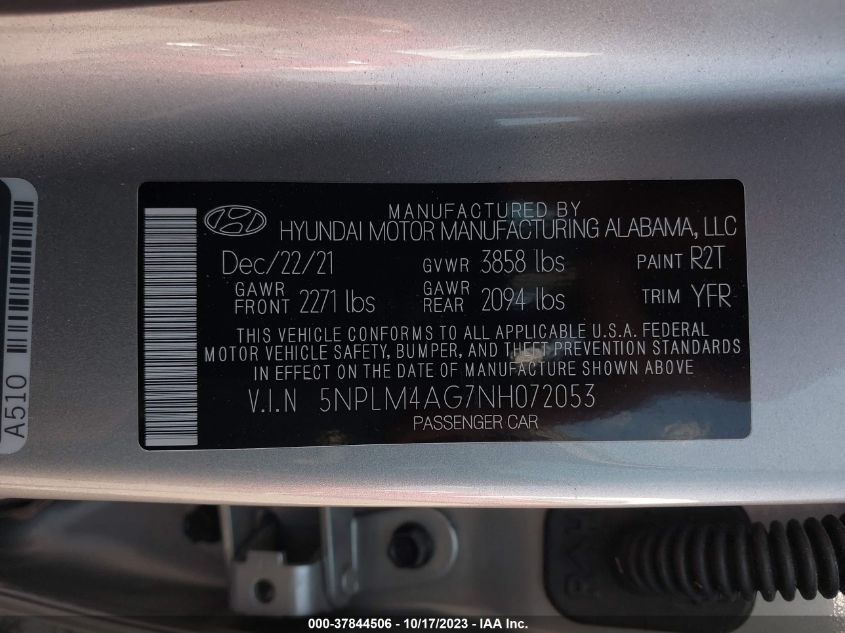 MANUFACTURED BY
HYUNDAI MOTOR MANUFACTURING ALABAMA, LLC
Dec/22/21 GVWR 3858 lbs PAINT R2T
GAWR FRONT 2271 lbs GAWR REAR 2094 lbs TRIM YFR
THIS VEHICLE CONFORMS TO ALL APPLICABLE U.S.A. FEDERAL
MOTOR VEHICLE SAFETY, BUMPER, AND THEFT PREVENTION STANDARDS
IN EFFECT ON THE DATE OF MANUFACTURE SHOWN ABOVE
V.I.N 5NPLM4AG7NH072053
PASSENGER CAR
A510
000-37844506 - 10/17/2023 - IAA Inc.